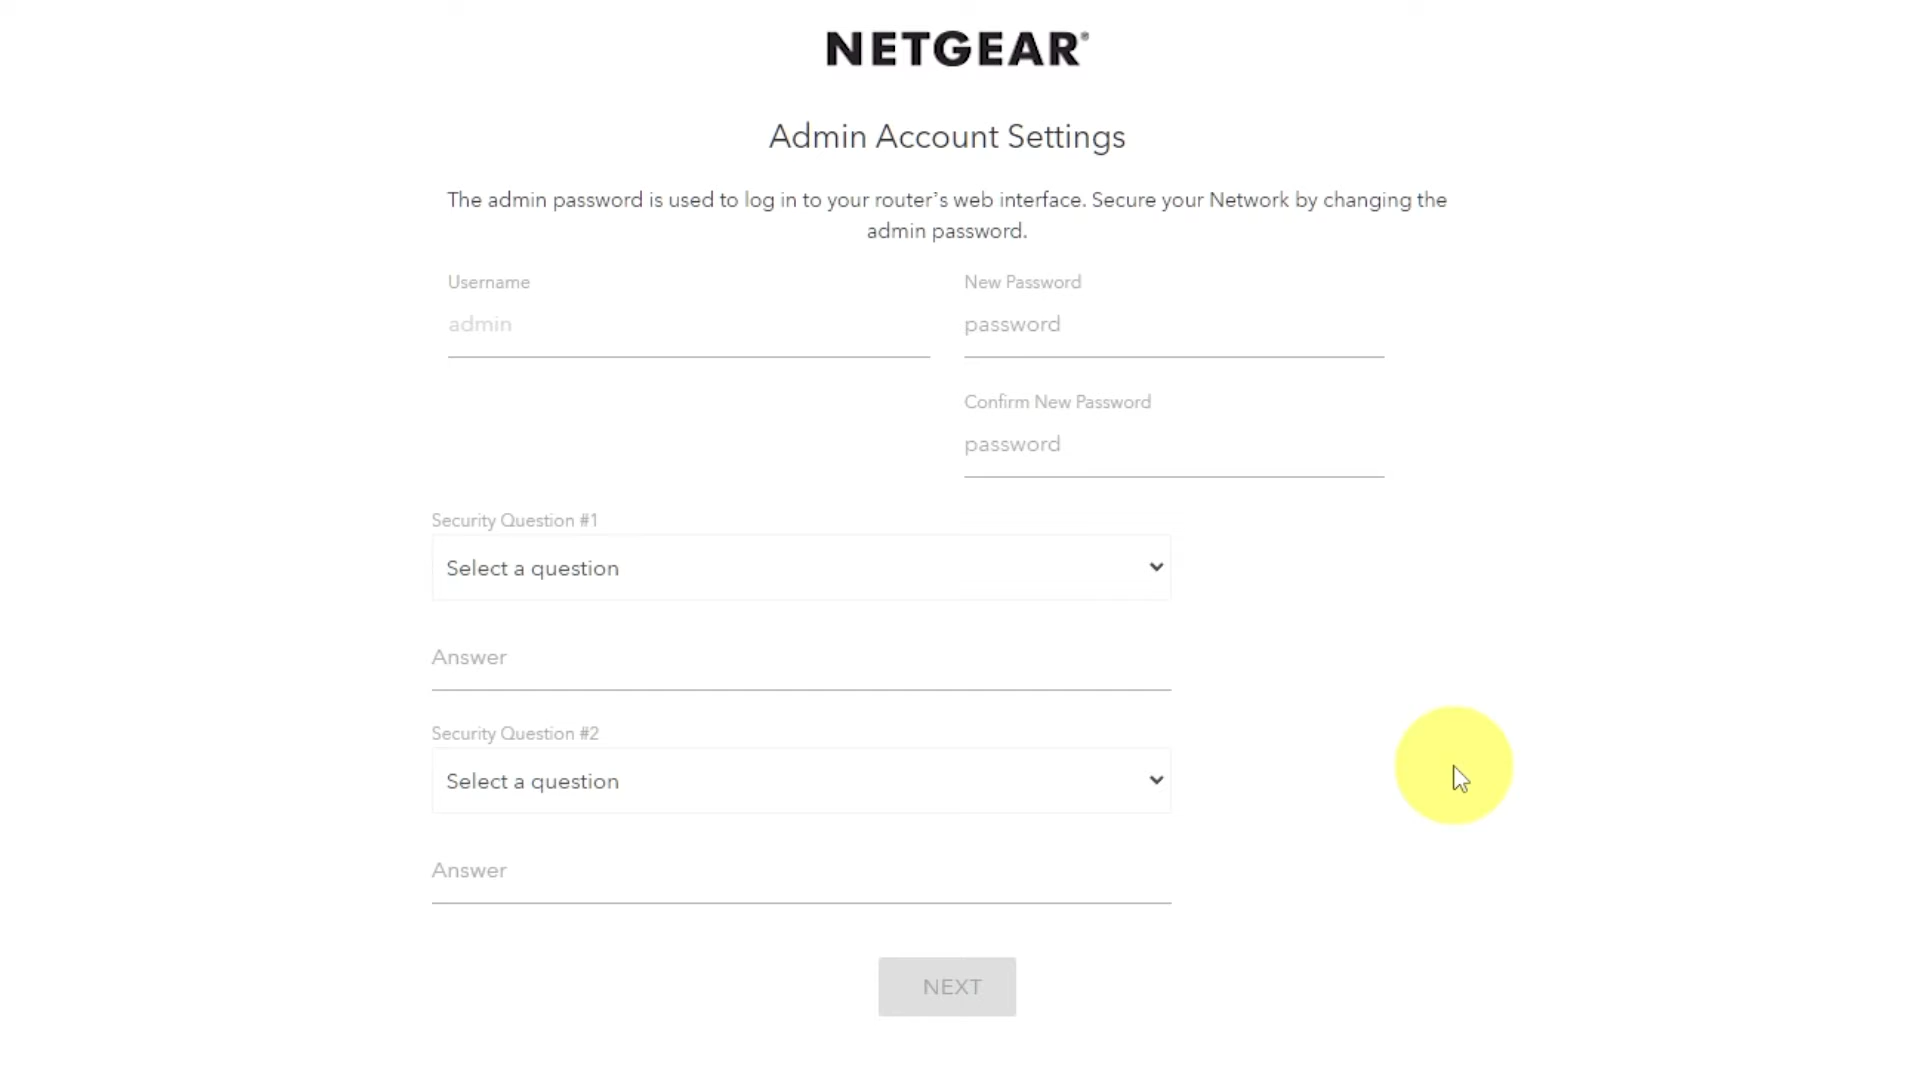 NETGEAR®
Admin Account Settings
The admin password is used to log in to your router's web interface. Secure your Network by changing the
admin password.
Username
New Password
admin
password
Confirm New Password
password
Security Question #1
Select a question
Answer
Security Question #2
Select a question
Answer
NEXT